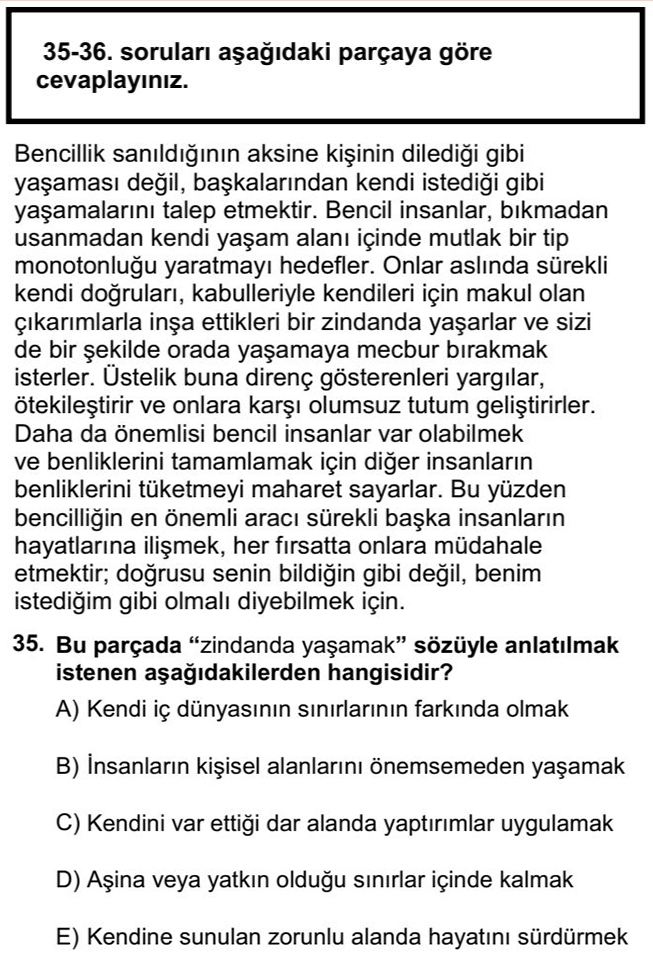 35-36. soruları aşağıdaki parçaya göre
cevaplayınız.
Bencillik sanıldığının aksine kişinin dilediği gibi
yaşaması değil, başkalarından kendi istediği gibi
yaşamalarını talep etmektir. Bencil insanlar, bıkmadan
usanmadan kendi yaşam alanı içinde mutlak bir tip
monotonluğu yaratmayı hedefler. Onlar aslında sürekli
kendi doğruları, kabulleriyle kendileri için makul olan
çıkarımlarla inşa ettikleri bir zindanda yaşarlar ve sizi
de bir şekilde orada yaşamaya mecbur bırakmak
isterler. Üstelik buna direnç gösterenleri yargılar,
ötekileştirir ve onlara karşı olumsuz tutum geliştirirler.
Daha da önemlisi bencil insanlar var olabilmek
ve benliklerini tamamlamak için diğer insanların
benliklerini tüketmeyi maharet sayarlar. Bu yüzden
bencilliğin en önemli aracı sürekli başka insanların
hayatlarına ilişmek, her fırsatta onlara müdahale
etmektir; doğrusu senin bildiğin gibi değil, benim
istediğim gibi olmalı diyebilmek için.
35. Bu parçada “zindanda yaşamak” sözüyle anlatılmak
istenen aşağıdakilerden hangisidir?
A) Kendi iç dünyasının sınırlarının farkında olmak
B) İnsanların kişisel alanlarını önemsemeden yaşamak
C) Kendini var ettiği dar alanda yaptırımlar uygulamak
D) Aşina veya yatkın olduğu sınırlar içinde kalmak
E) Kendine sunulan zorunlu alanda hayatını sürdürmek